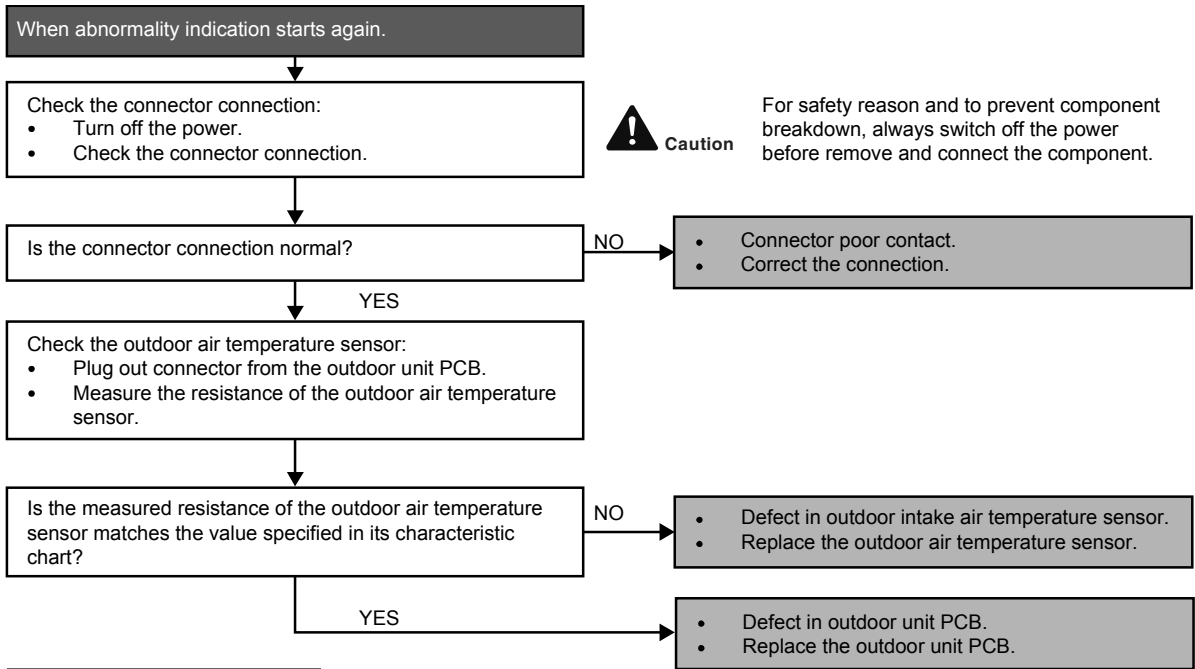 When abnormality indication starts again.
Check the connector connection:
• Turn off the power.
• Check the connector connection.
Caution
For safety reason and to prevent component
breakdown, always switch off the power
before remove and connect the component.
Is the connector connection normal?
NO
• Connector poor contact.
• Correct the connection.
YES
Check the outdoor air temperature sensor:
• Plug out connector from the outdoor unit PCB.
• Measure the resistance of the outdoor air temperature
sensor.
Is the measured resistance of the outdoor air temperature
sensor matches the value specified in its characteristic
chart?
NO
• Defect in outdoor intake air temperature sensor.
• Replace the outdoor air temperature sensor.
YES
• Defect in outdoor unit PCB.
• Replace the outdoor unit PCB.